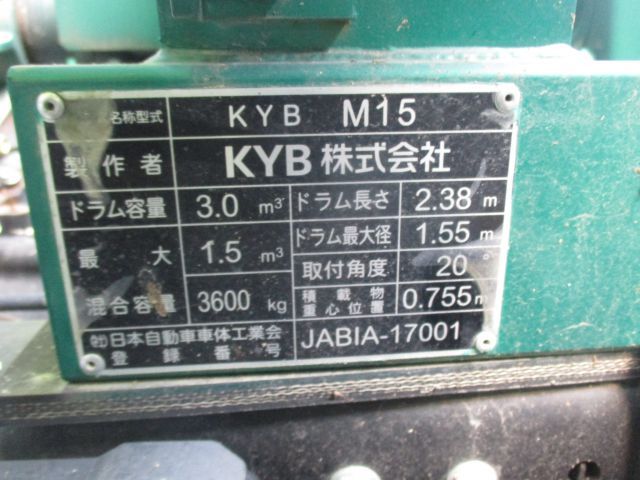 名称型式 KYB M15
製作者 KYB株式会社
ドラム容量 3.0 m³ ドラム長さ 2.38 m
最大 1.5 m³ ドラム最大径 1.55 m
取付角度 20°
混合容量 3600 kg 積載物重心位置 0.755 m
㈳日本自動車車体工業会
登録番号 JABIA-17001